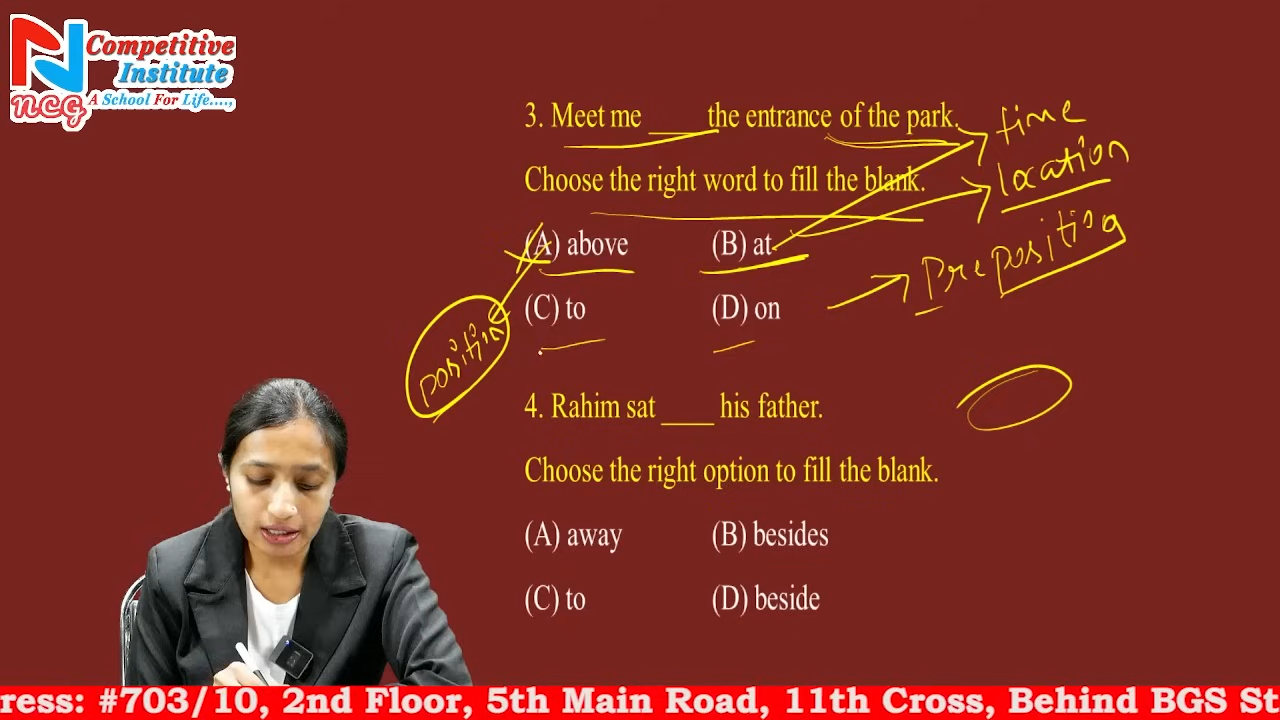 Competitive
Institute
NCG A School For Life....,
3. Meet me ____ the entrance of the park.
time
Choose the right word to fill the blank.
location
(A) above (B) at
Preposition
(C) to (D) on
position
4. Rahim sat ____ his father.
Choose the right option to fill the blank.
(A) away (B) besides
(C) to (D) beside
ress: #703/10, 2nd Floor, 5th Main Road, 11th Cross, Behind BGS St